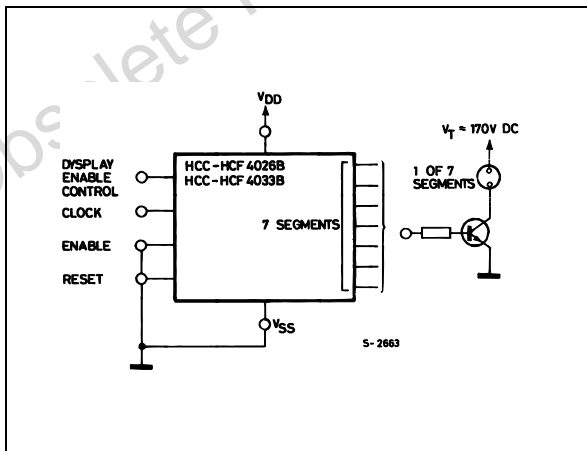 obsolete
VDD
VT = 170V DC
HCC-HCF 4026B
HCC-HCF 4033B
DYSPLAY
ENABLE
CONTROL
1 OF 7
SEGMENTS
CLOCK
7 SEGMENTS
ENABLE
RESET
VSS
S-2663